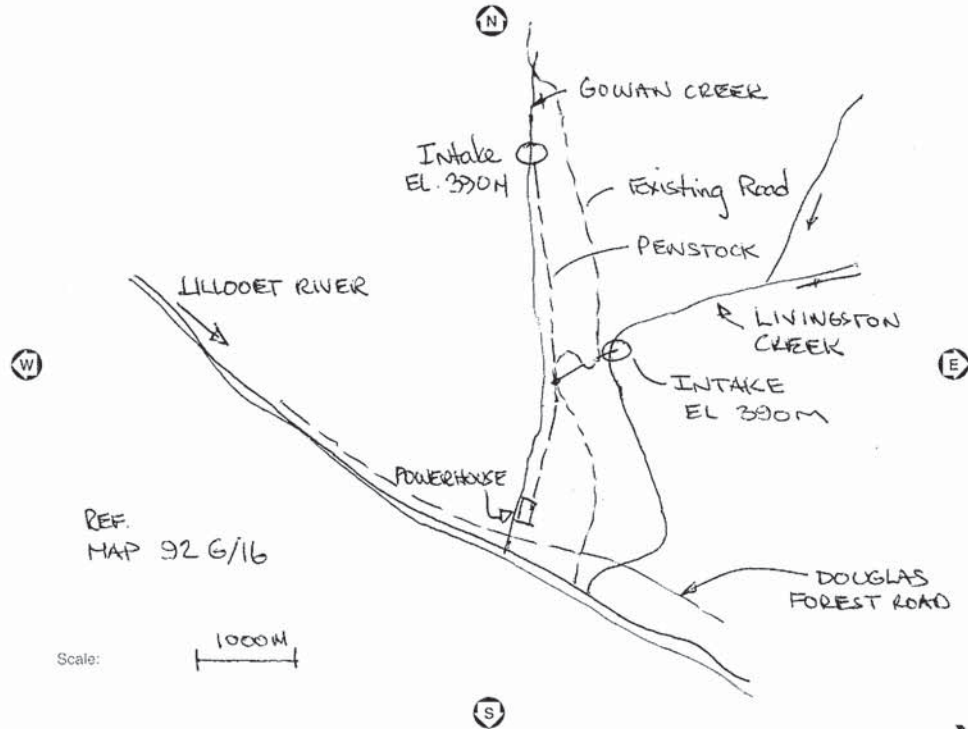 N
GOWAN CREEK
Intake
EL. 390M
Existing Road
PENSTOCK
LILLOOET RIVER
LIVINGSTON
CREEK
W
E
INTAKE
EL 390M
POWERHOUSE
REF.
MAP 92 G/16
DOUGLAS
FOREST ROAD
1000M
Scale:
S